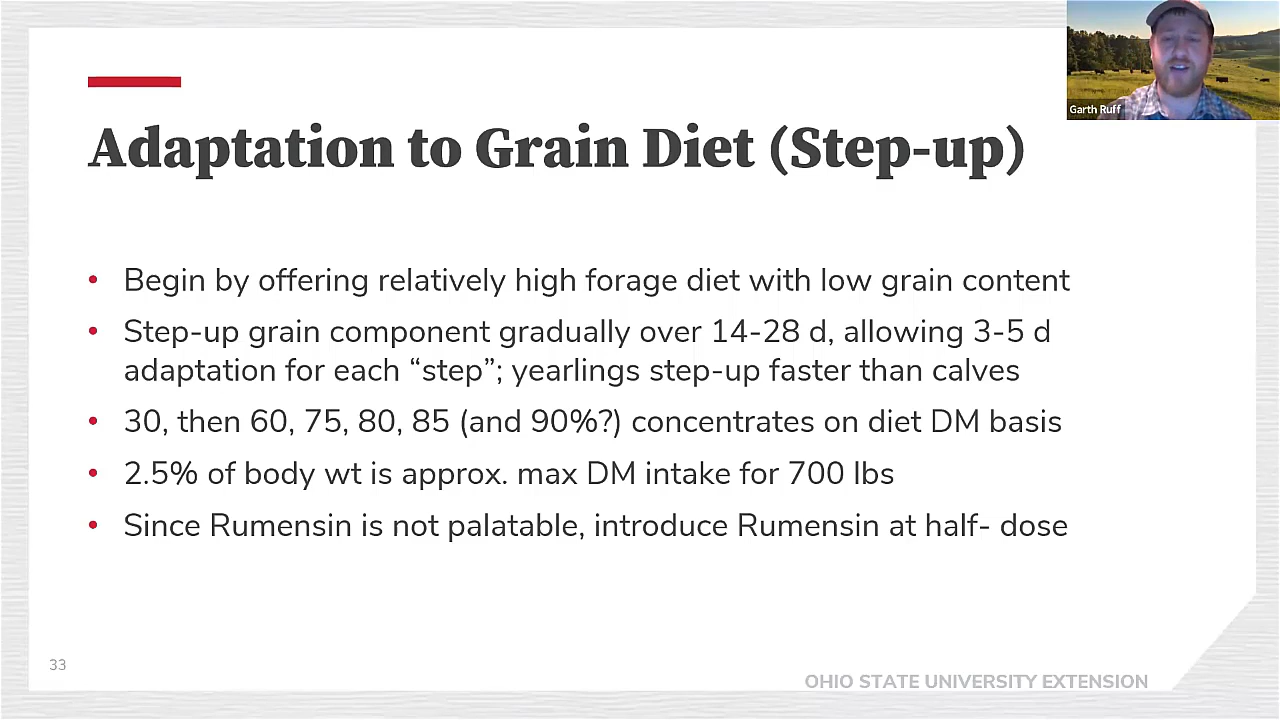 Garth Ruff
Adaptation to Grain Diet (Step-up)
• Begin by offering relatively high forage diet with low grain content
• Step-up grain component gradually over 14-28 d, allowing 3-5 d
adaptation for each “step”; yearlings step-up faster than calves
• 30, then 60, 75, 80, 85 (and 90%?) concentrates on diet DM basis
• 2.5% of body wt is approx. max DM intake for 700 lbs
• Since Rumensin is not palatable, introduce Rumensin at half- dose
33
OHIO STATE UNIVERSITY EXTENSION